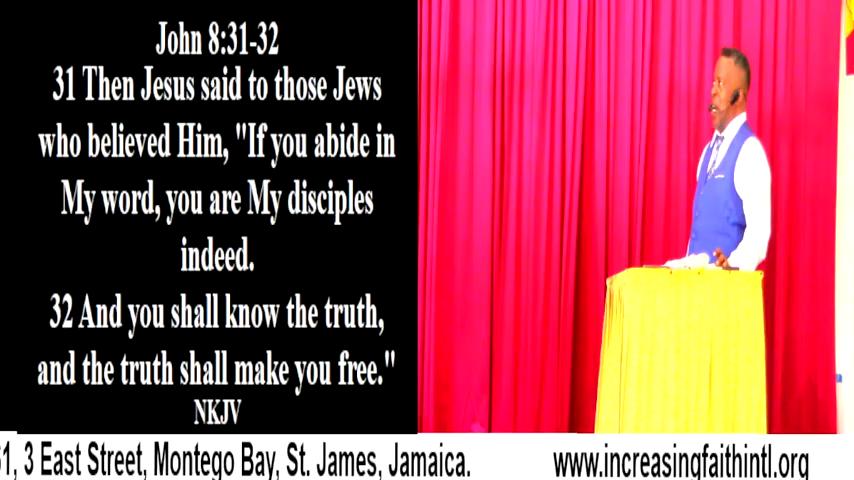 John 8:31-32
31 Then Jesus said to those Jews
who believed Him, "If you abide in
My word, you are My disciples
indeed.
32 And you shall know the truth,
and the truth shall make you free."
NKJV
1, 3 East Street, Montego Bay, St. James, Jamaica. www.increasingfaithintl.org